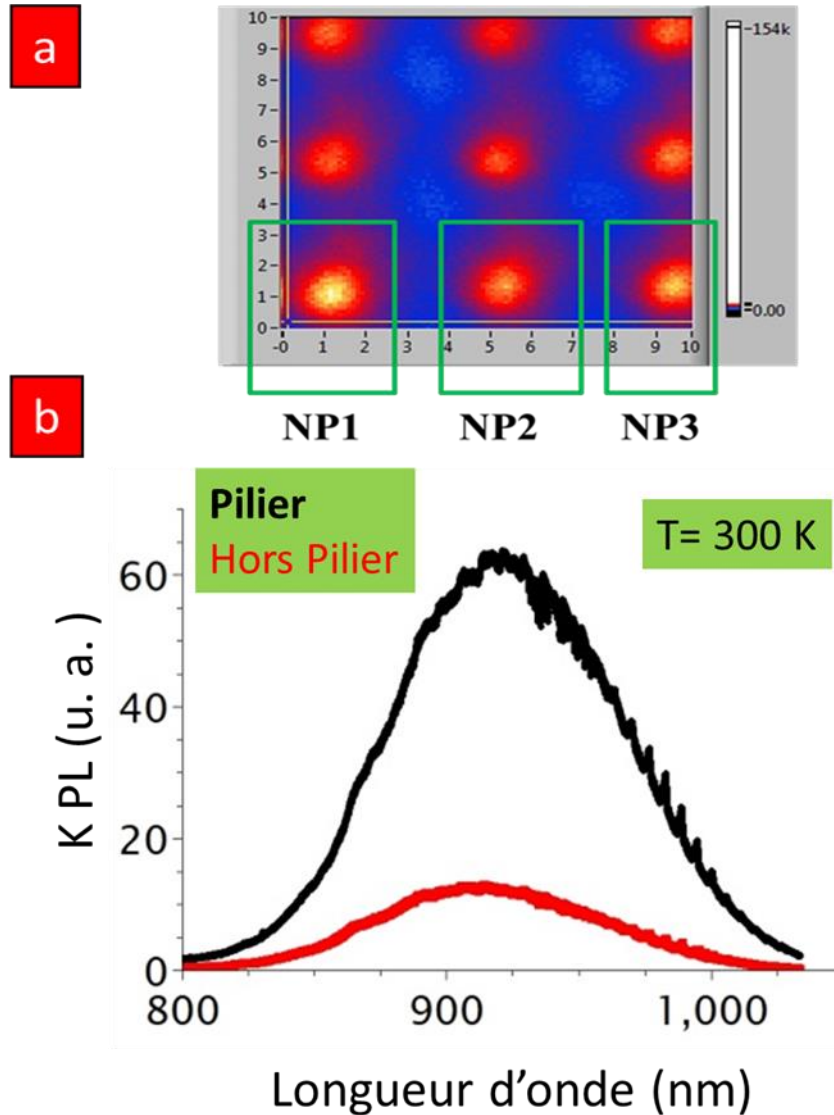 a
10
9
8
7
6
5
4
3
2
1
0
-0 1 2 3 4 5 6 7 8 9 10
154k
0.00
NP1 NP2 NP3
b
Pilier
Hors Pilier
T= 300 K
K PL (u. a. )
60
40
20
0
800 900 1,000
Longueur d'onde (nm)